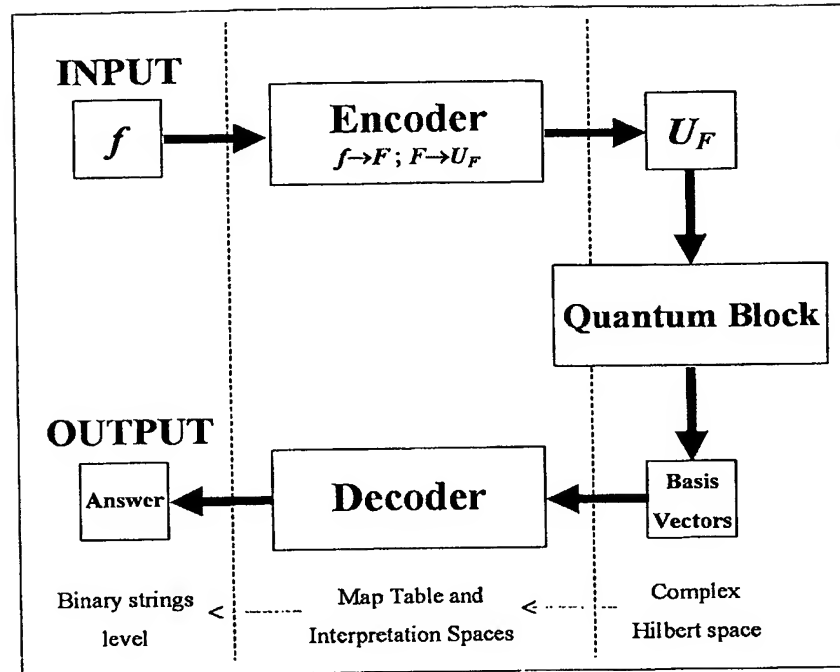 INPUT
f
Encoder
f→F ; F→U_F
U_F
Quantum Block
OUTPUT
Answer
Decoder
Basis
Vectors
Binary strings
level
Map Table and
Interpretation Spaces
Complex
Hilbert space